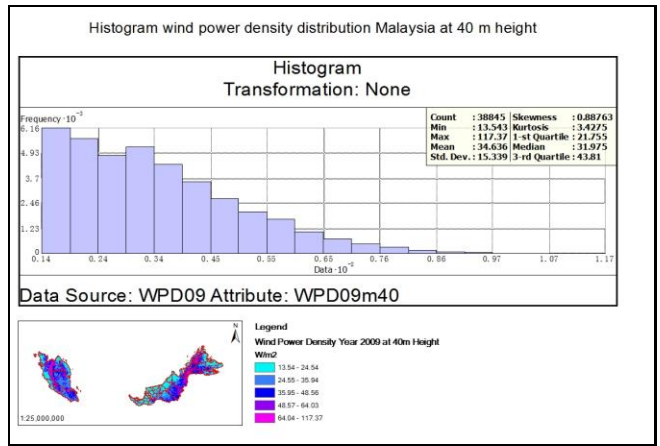 Histogram wind power density distribution Malaysia at 40 m height
Histogram
Transformation: None
Frequency·10⁻³
Count : 38845 Skewness : 0.88763
Min : 13.543 Kurtosis : 3.4275
Max : 117.37 1-st Quartile : 21.755
Mean : 34.636 Median : 31.975
Std. Dev. : 15.339 3-rd Quartile : 43.81
6.16
4.93
3.7
2.46
1.23
0
0.14 0.24 0.34 0.45 0.55 0.65 0.76 0.86 0.97 1.07 1.17
Data Source: WPD09 Attribute: WPD09m40
N
Legend
Wind Power Density Year 2009 at 40m Height
W/m2
13.54 - 24.54
24.55 - 35.94
35.95 - 48.56
48.57 - 64.03
64.04 - 117.37
1:25,000,000